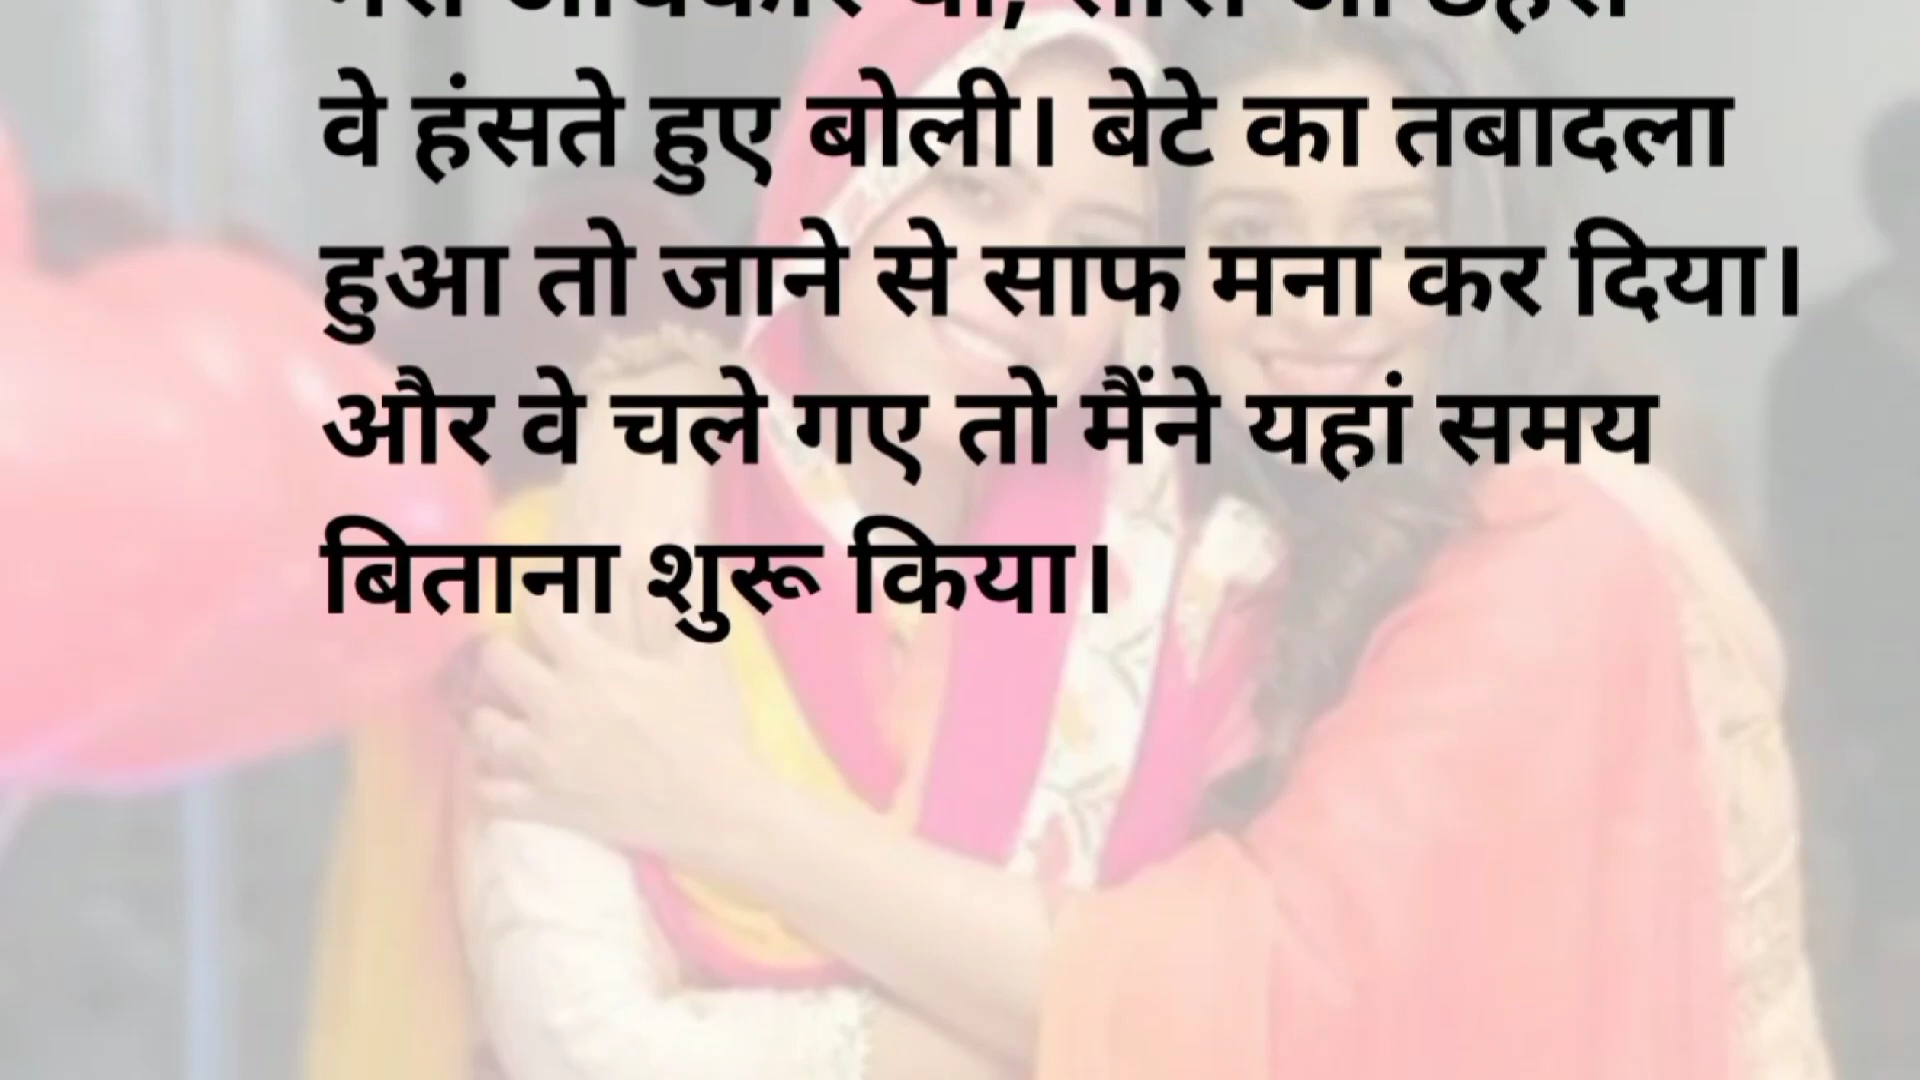 वे हंसते हुए बोली। बेटे का तबादला
हुआ तो जाने से साफ मना कर दिया।
और वे चले गए तो मैंने यहां समय
बिताना शुरू किया।